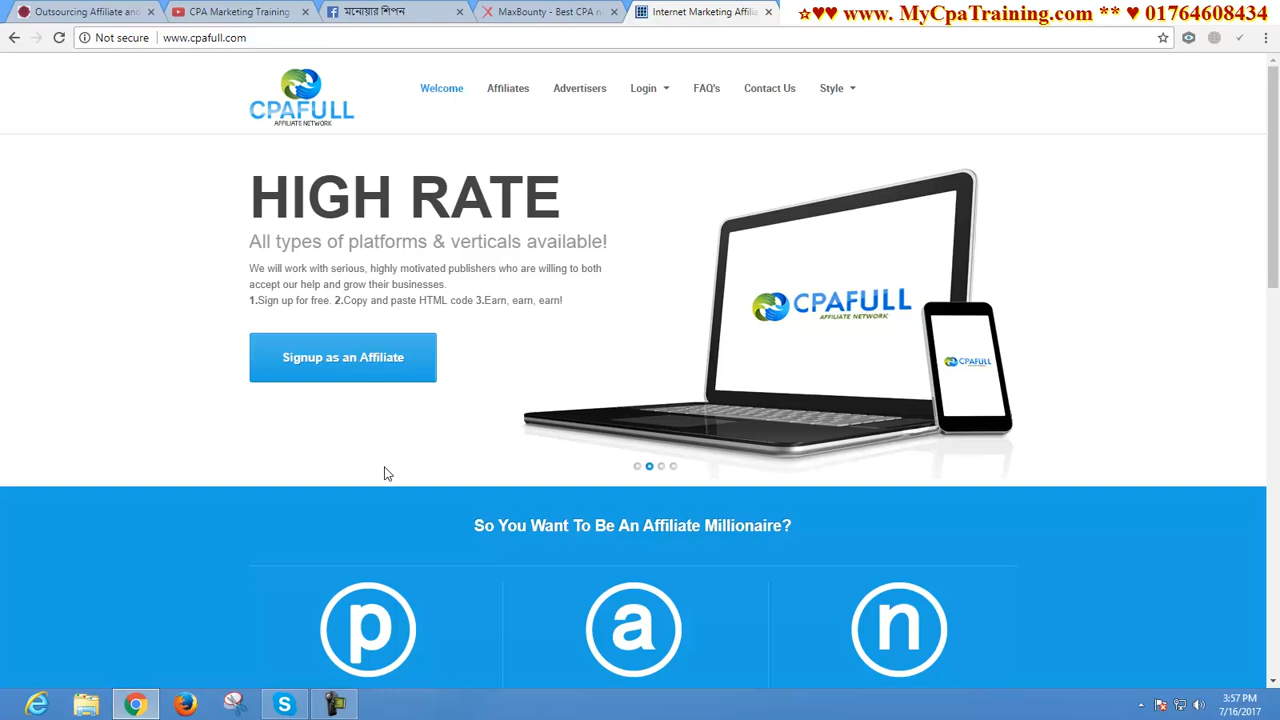 Outsourcing Affiliate and
CPA Marketing Training
মনোয়ার শিপন
MaxBounty - Best CPA n
Internet Marketing Affili
☆♥♥ www. MyCpaTraining.com ** ♥ 01764608434
Not secure
www.cpafull.com
CPAFULL
AFFILIATE NETWORK
Welcome
Affiliates
Advertisers
Login
FAQ's
Contact Us
Style
HIGH RATE
All types of platforms & verticals available!
We will work with serious, highly motivated publishers who are willing to both
accept our help and grow their businesses.
1.Sign up for free. 2.Copy and paste HTML code 3.Earn, earn, earn!
Signup as an Affiliate
CPAFULL
AFFILIATE NETWORK
CPAFULL
So You Want To Be An Affiliate Millionaire?
p
a
n
3:57 PM
7/16/2017